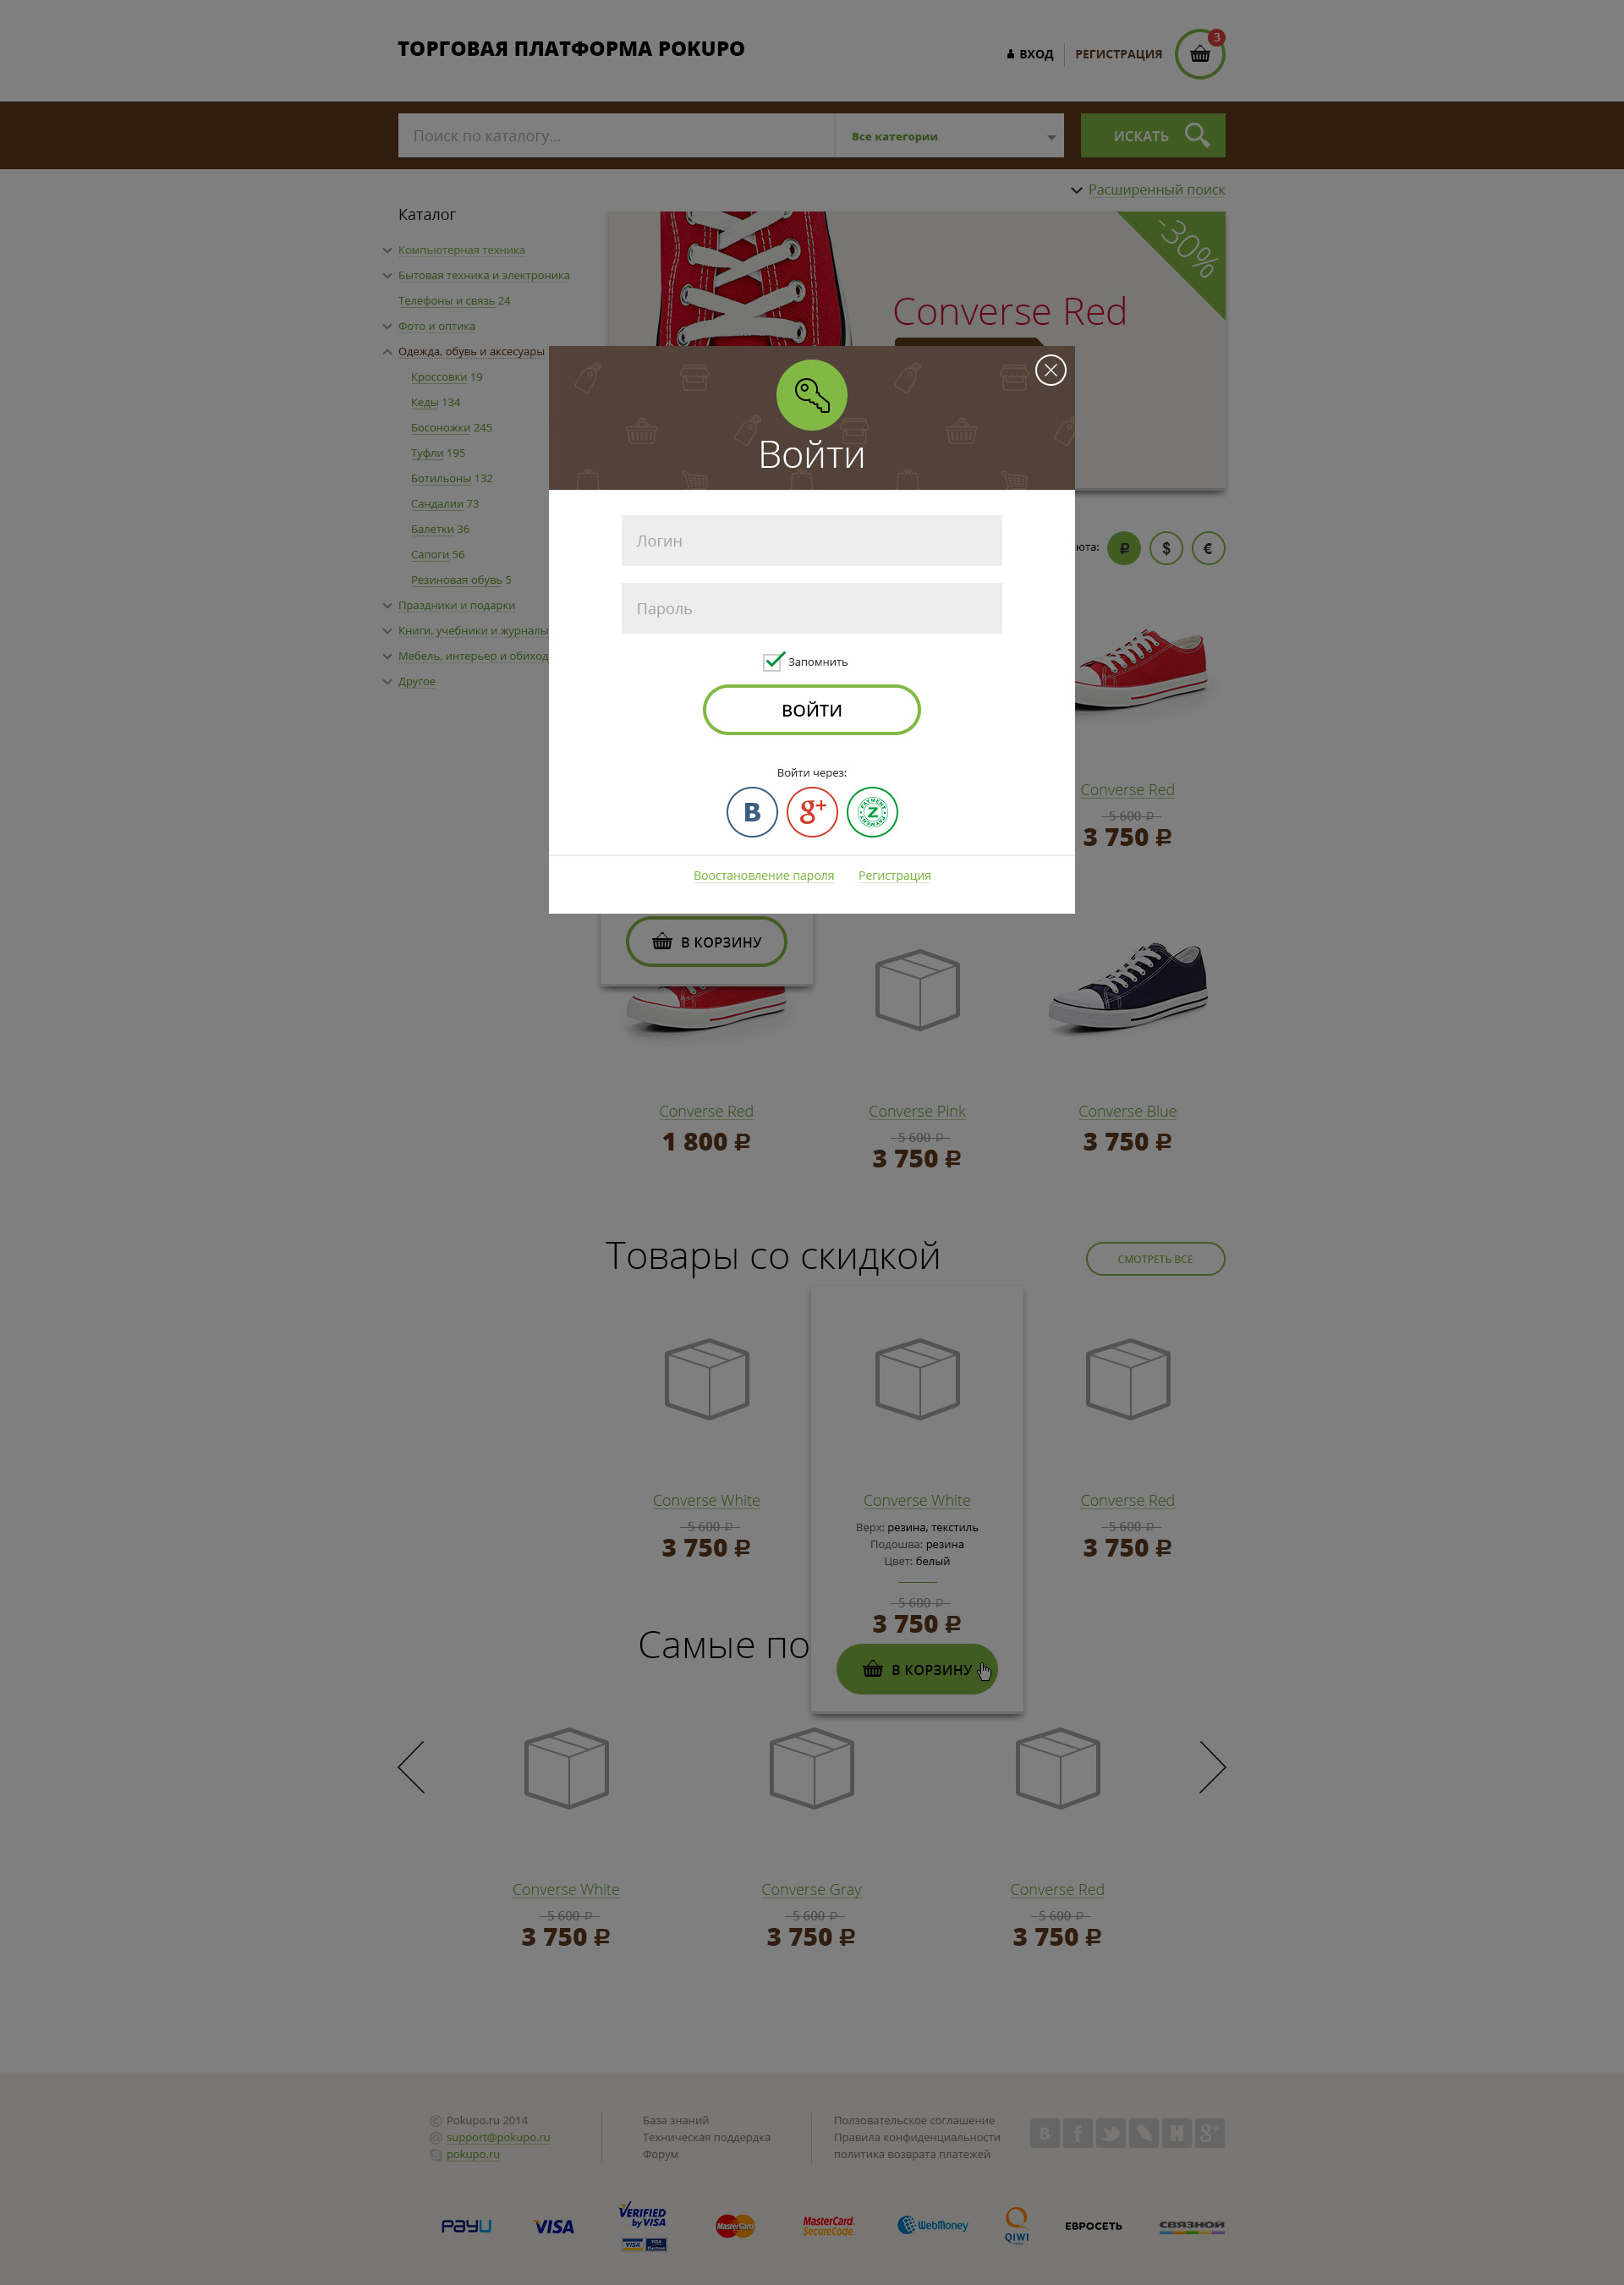 ТОРГОВАЯ ПЛАТФОРМА POKUPO
ВХОД
РЕГИСТРАЦИЯ
3
Поиск по каталогу...
Все категории
ИСКАТЬ
Расширенный поиск
Каталог
Компьютерная техника
Бытовая техника и электроника
Телефоны и связь 24
Фото и оптика
Одежда, обувь и аксесуары
Кроссовки 19
Кеды 134
Босоножки 245
Туфли 195
Ботильоны 132
Сандалии 73
Балетки 36
Сапоги 56
Резиновая обувь 5
Праздники и подарки
Книги, учебники и журналы
Мебель, интерьер и обиход
Другое
-30%
Converse Red
Войти
Логин
Пароль
Запомнить
ВОЙТИ
Войти через:
B
g+
PAYMENT
Z
PAYMENT
Воостановление пароля
Регистрация
юта:
₽
$
€
Converse Red
5 600 ₽
3 750 ₽
В КОРЗИНУ
Converse Red
1 800 ₽
Converse Pink
5 600 ₽
3 750 ₽
Converse Blue
3 750 ₽
Товары со скидкой
СМОТРЕТЬ ВСЕ
Converse White
5 600 ₽
3 750 ₽
Converse White
Верх: резина, текстиль
Подошва: резина
Цвет: белый
5 600 ₽
3 750 ₽
В КОРЗИНУ
Converse Red
5 600 ₽
3 750 ₽
Самые по
Converse White
5 600 ₽
3 750 ₽
Converse Gray
5 600 ₽
3 750 ₽
Converse Red
5 600 ₽
3 750 ₽
© Pokupo.ru 2014
@ support@pokupo.ru
pokupo.ru
База знаний
Техническая поддердка
Форум
Ползовательское соглашение
Правила конфиденциальности
политика возврата платежей
B
f
g+
PayU
VISA
VERIFIED
by VISA
VISA
VISA
MasterCard
MasterCard.
SecureCode.
WebMoney
QIWI
ЕВРОСЕТЬ
СВЯЗНОЙ